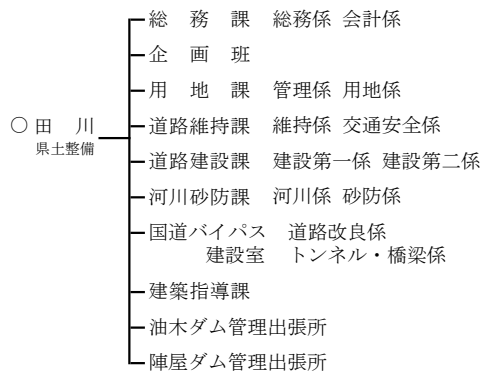 総務課 総務係 会計係
企画班
用地課 管理係 用地係
○田川
県土整備
道路維持課 維持係 交通安全係
道路建設課 建設第一係 建設第二係
河川砂防課 河川係 砂防係
国道バイパス 道路改良係
建設室 トンネル・橋梁係
建築指導課
油木ダム管理出張所
陣屋ダム管理出張所